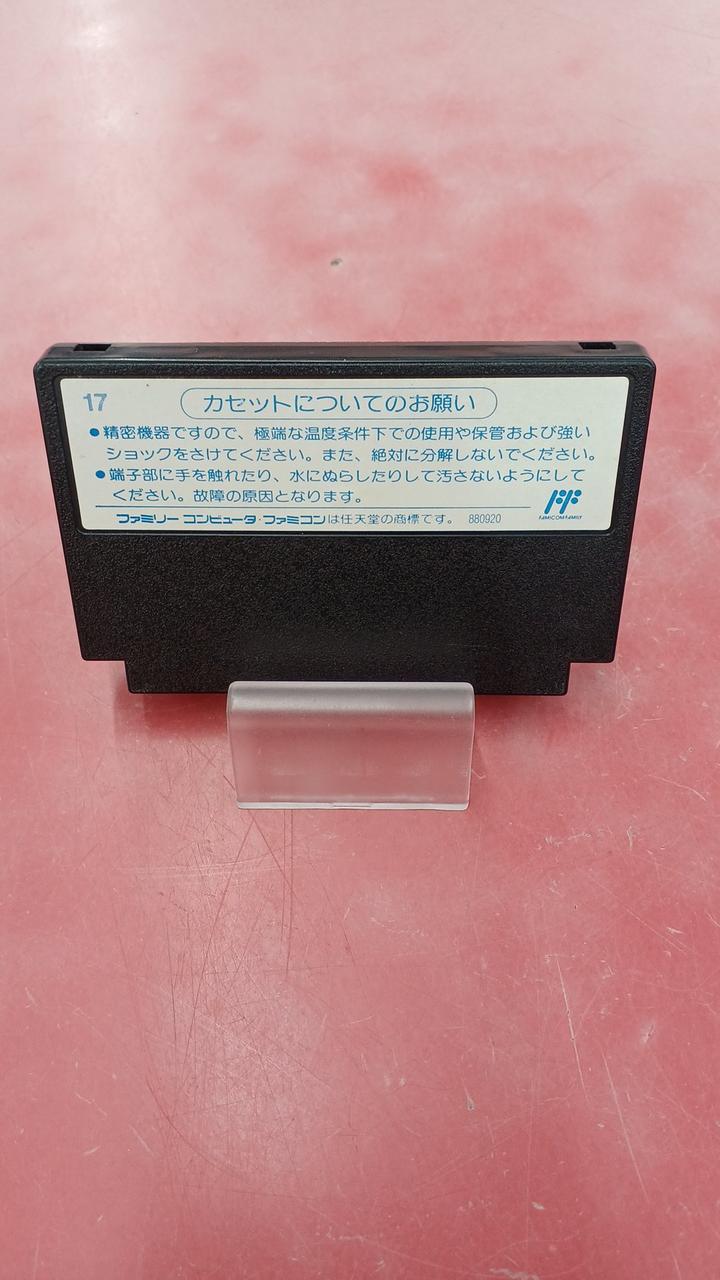 17
カセットについてのお願い
●精密機器ですので、極端な温度条件下での使用や保管および強い
ショックをさけてください。また、絶対に分解しないでください。
●端子部に手を触れたり、水にぬらしたりして汚さないようにして
ください。故障の原因となります。
FAMICOM FAMILY
ファミリー コンピュータ・ファミコンは任天堂の商標です。 880920